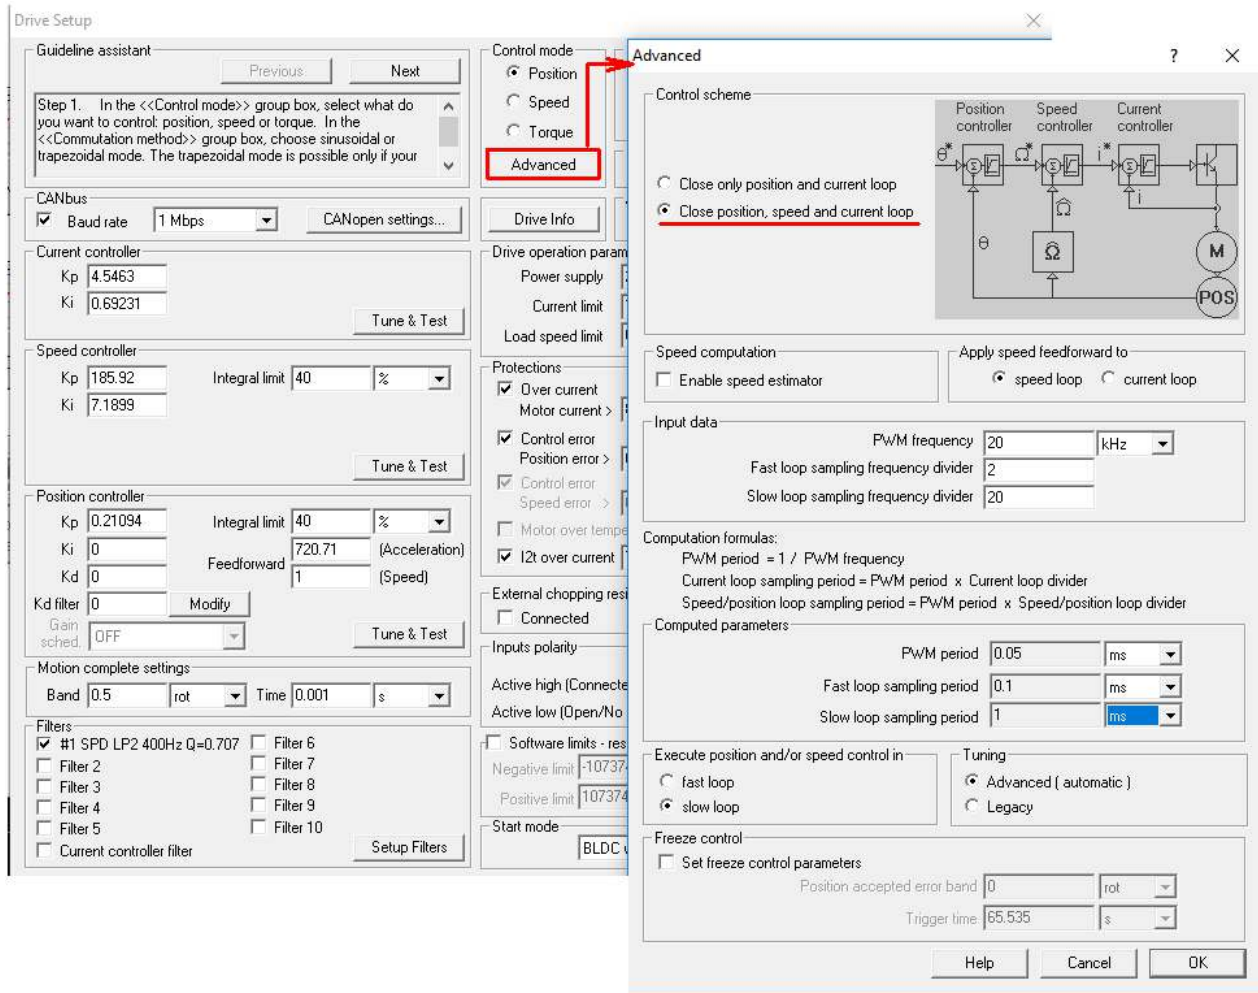 Drive Setup
Guideline assistant
Previous
Next
Step 1. In the <<Control mode>> group box, select what do
you want to control: position, speed or torque. In the
<<Commutation method>> group box, choose sinusoidal or
trapezoidal mode. The trapezoidal mode is possible only if your
CANbus
Baud rate 1 Mbps
CANopen settings...
Current controller
Kp 4.5463
Ki 0.69231
Tune & Test
Speed controller
Kp 185.92 Integral limit 40 %
Ki 7.1899
Tune & Test
Position controller
Kp 0.21094 Integral limit 40 %
Ki 0 Feedforward 720.71 (Acceleration)
Kd 0 1 (Speed)
Kd filter 0 Modify
Gain
sched. OFF
Tune & Test
Motion complete settings
Band 0.5 rot Time 0.001 s
Filters
#1 SPD LP2 400Hz Q=0.707 Filter 6
Filter 2 Filter 7
Filter 3 Filter 8
Filter 4 Filter 9
Filter 5 Filter 10
Current controller filter
Setup Filters
Control mode
Position
Speed
Torque
Advanced
Drive Info
Drive operation param
Power supply
Current limit
Load speed limit
Protections
Over current
Motor current >
Control error
Position error >
Control error
Speed error >
Motor over tempe
I2t over current
External chopping resi
Connected
Inputs polarity
Active high (Connecte
Active low (Open/No
Software limits - res
Negative limit -10737
Positive limit 107374
Start mode
BLDC
Advanced
?
Control scheme
Close only position and current loop
Close position, speed and current loop
Position Speed Current
controller controller controller
θ* Ω* i*
Σ Σ Σ
i
Ω̂
θ
Ω̂
M
POS
Speed computation
Enable speed estimator
Apply speed feedforward to
speed loop current loop
Input data
PWM frequency 20 kHz
Fast loop sampling frequency divider 2
Slow loop sampling frequency divider 20
Computation formulas:
PWM period = 1 / PWM frequency
Current loop sampling period = PWM period x Current loop divider
Speed/position loop sampling period = PWM period x Speed/position loop divider
Computed parameters
PWM period 0.05 ms
Fast loop sampling period 0.1 ms
Slow loop sampling period 1 ms
Execute position and/or speed control in
fast loop
slow loop
Tuning
Advanced ( automatic )
Legacy
Freeze control
Set freeze control parameters
Position accepted error band 0 rot
Trigger time 65.535 s
Help
Cancel
OK